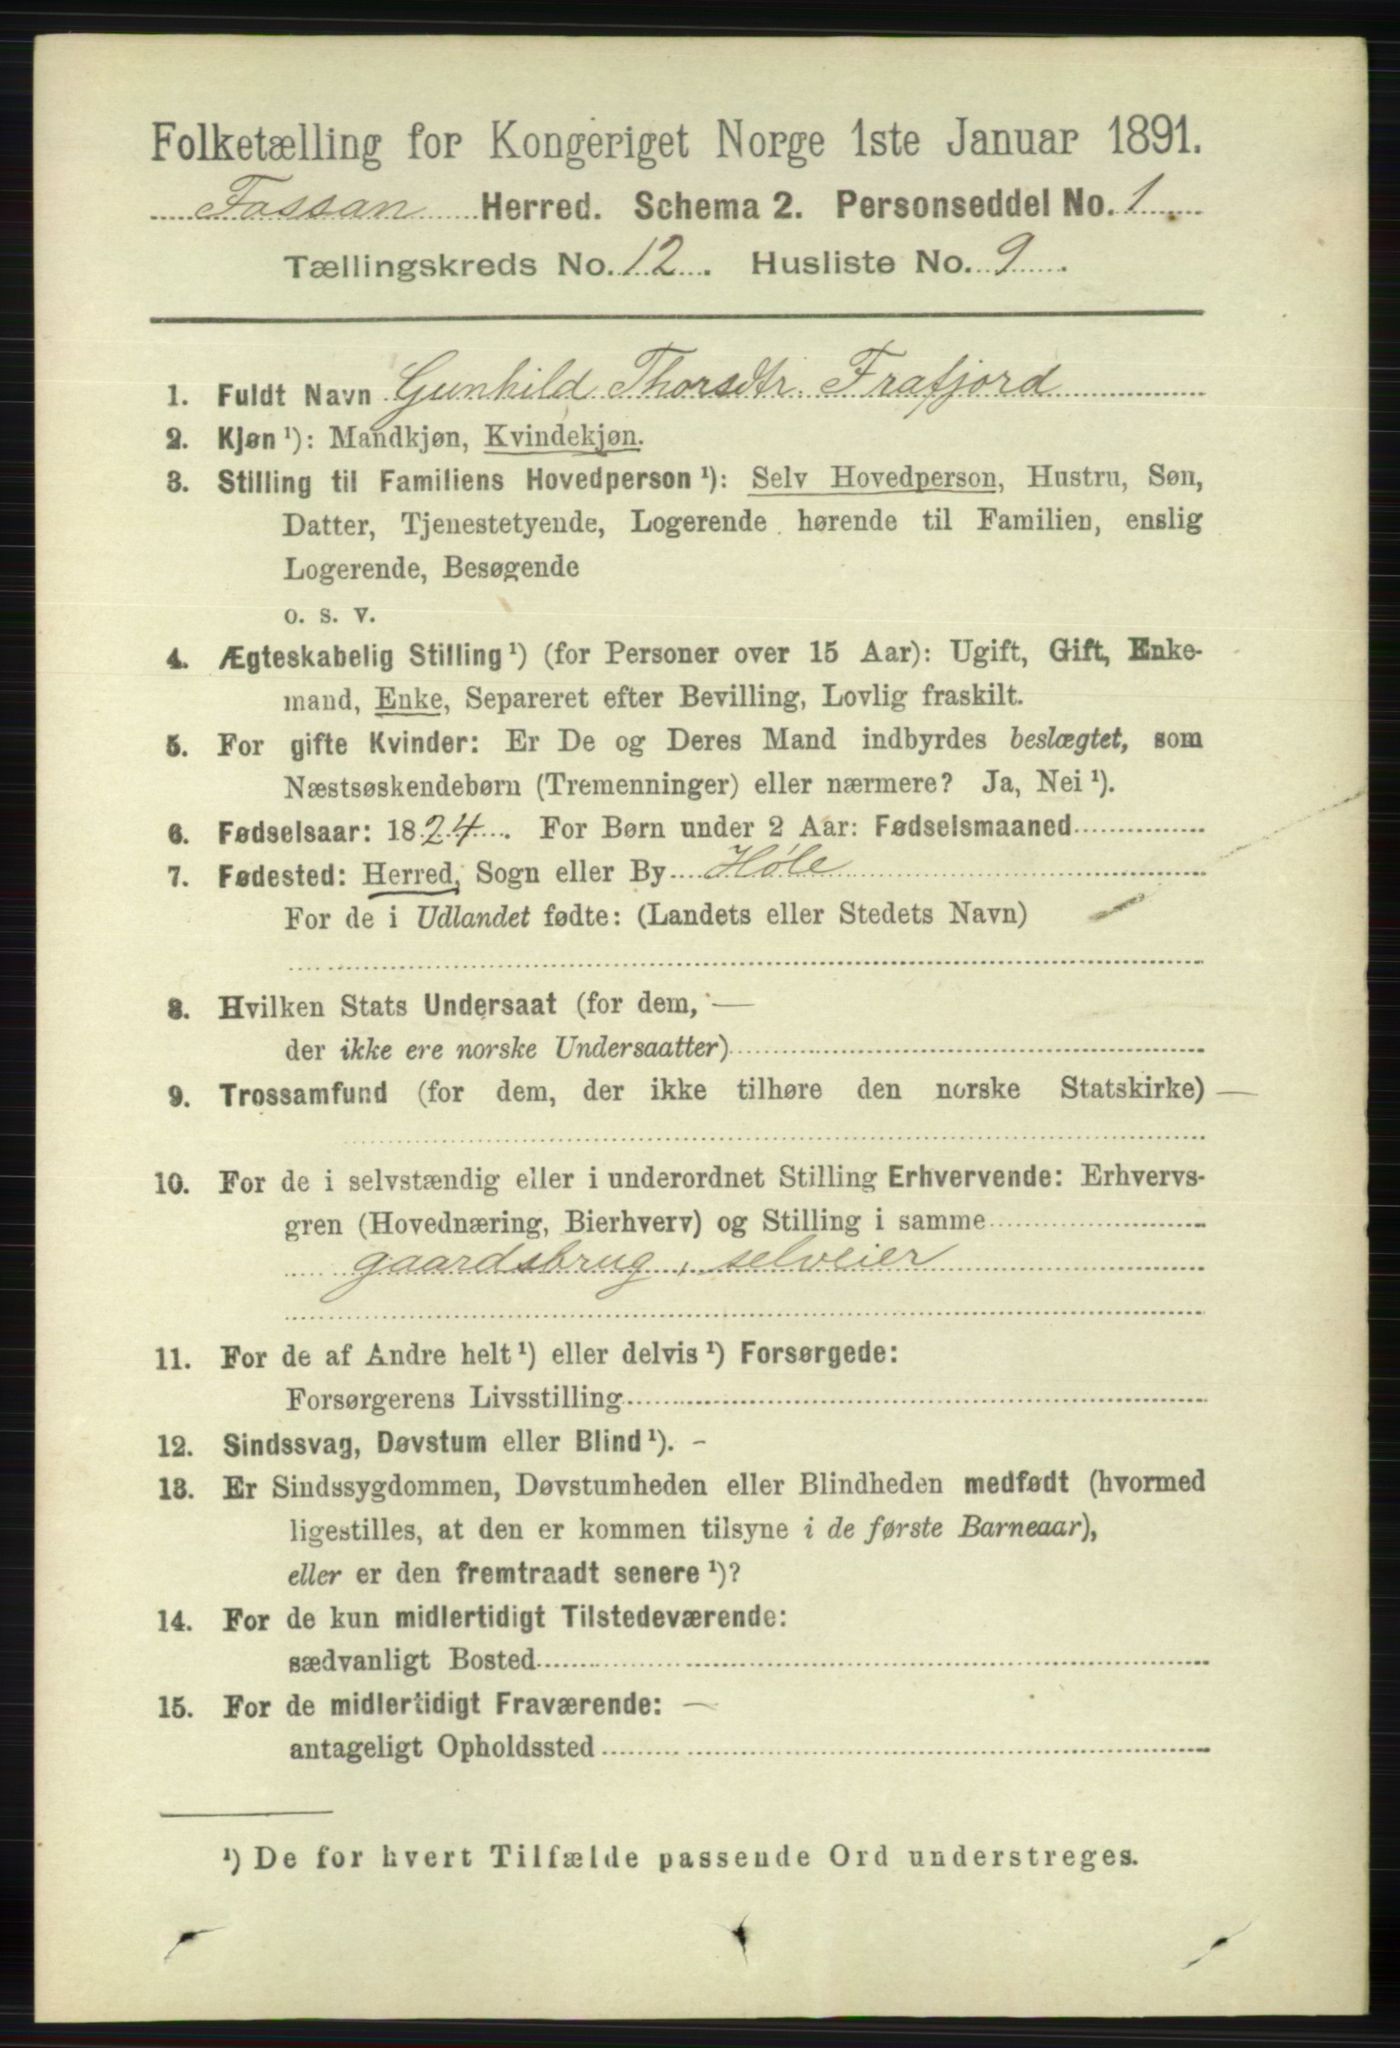 Folketælling for Kongeriget Norge 1ste Januar 1891.
Fossan Herred. Schema 2. Personseddel No. 1
Tællingskreds No. 12. Husliste No. 9.
1. Fuldt Navn Gunhild Thorsdtr. Frafjord
2. Kjøn ¹): Mandkjøn, Kvindekjøn.
3. Stilling til Familiens Hovedperson ¹): Selv Hovedperson, Hustru, Søn,
Datter, Tjenestetyende, Logerende hørende til Familien, enslig
Logerende, Besøgende
o. s. v.
4. Ægteskabelig Stilling ¹) (for Personer over 15 Aar): Ugift, Gift, Enke-
mand, Enke, Separeret efter Bevilling, Lovlig fraskilt.
5. For gifte Kvinder: Er De og Deres Mand indbyrdes beslægtet, som
Næstsøskendebørn (Tremenninger) eller nærmere? Ja, Nei ¹).
6. Fødselsaar: 1824. For Børn under 2 Aar: Fødselsmaaned
7. Fødested: Herred, Sogn eller By Høle
For de i Udlandet fødte: (Landets eller Stedets Navn)
8. Hvilken Stats Undersaat (for dem, —
der ikke ere norske Undersaatter)
9. Trossamfund (for dem, der ikke tilhøre den norske Statskirke) —
10. For de i selvstændig eller i underordnet Stilling Erhvervende: Erhvervs-
gren (Hovednæring, Bierhverv) og Stilling i samme
gaardsbrug, selveier
11. For de af Andre helt ¹) eller delvis ¹) Forsørgede:
Forsørgerens Livsstilling
12. Sindssvag, Døvstum eller Blind ¹). -
13. Er Sindssygdommen, Døvstumheden eller Blindheden medfødt (hvormed
ligestilles, at den er kommen tilsyne i de første Barneaar),
eller er den fremtraadt senere ¹)?
14. For de kun midlertidigt Tilstedeværende:
sædvanligt Bosted
15. For de midlertidigt Fraværende: —
antageligt Opholdssted
¹) De for hvert Tilfælde passende Ord understreges.